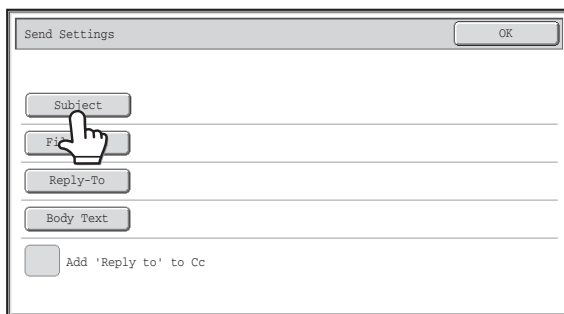 Send Settings
OK
Subject
Reply-To
Body Text
Add 'Reply to' to Cc